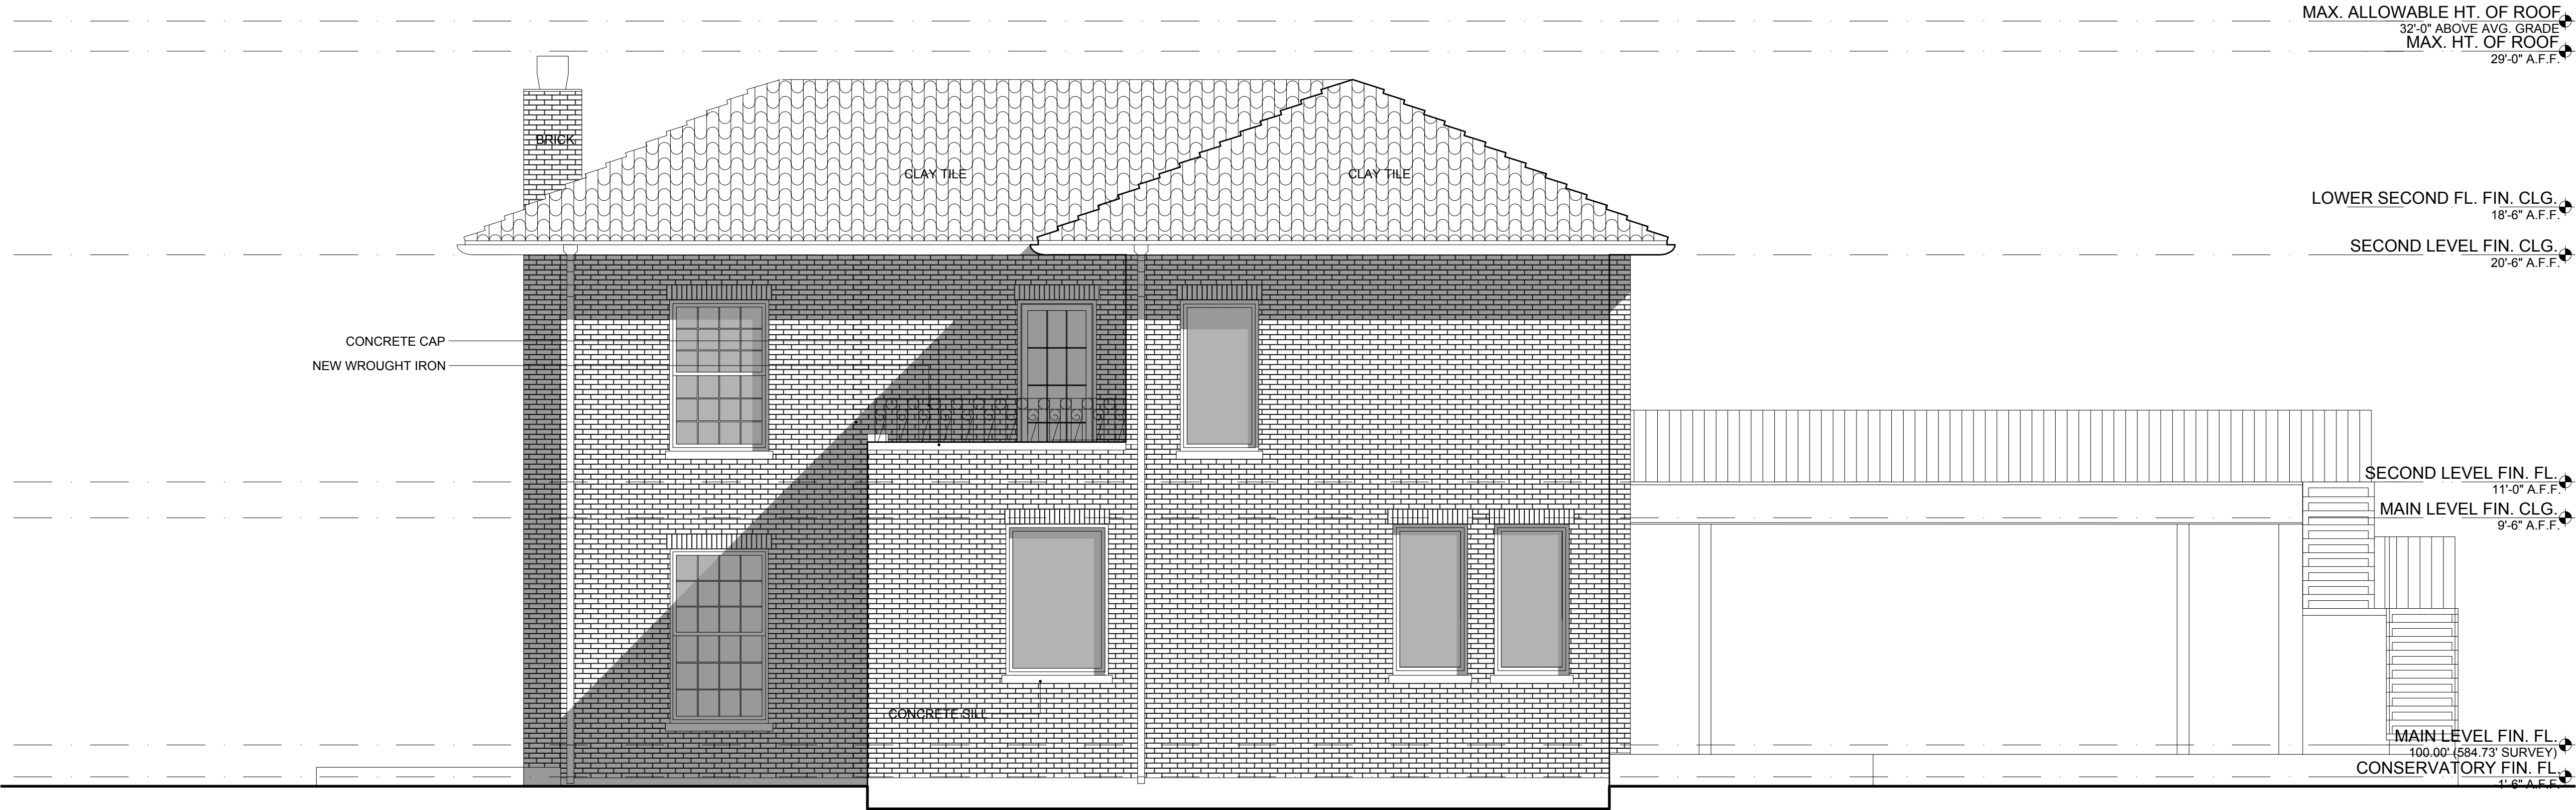 MAX. ALLOWABLE HT. OF ROOF
32'-0" ABOVE AVG. GRADE
MAX. HT. OF ROOF
29'-0" A.F.F.
BRICK
CLAY TILE
CLAY TILE
LOWER SECOND FL. FIN. CLG.
18'-6" A.F.F.
SECOND LEVEL FIN. CLG.
20'-6" A.F.F.
CONCRETE CAP
NEW WROUGHT IRON
SECOND LEVEL FIN. FL.
11'-0" A.F.F.
MAIN LEVEL FIN. CLG.
9'-6" A.F.F.
CONCRETE SILL
MAIN LEVEL FIN. FL.
100.00' (584.73' SURVEY)
CONSERVATORY FIN. FL.
-1'-6" A.F.F.